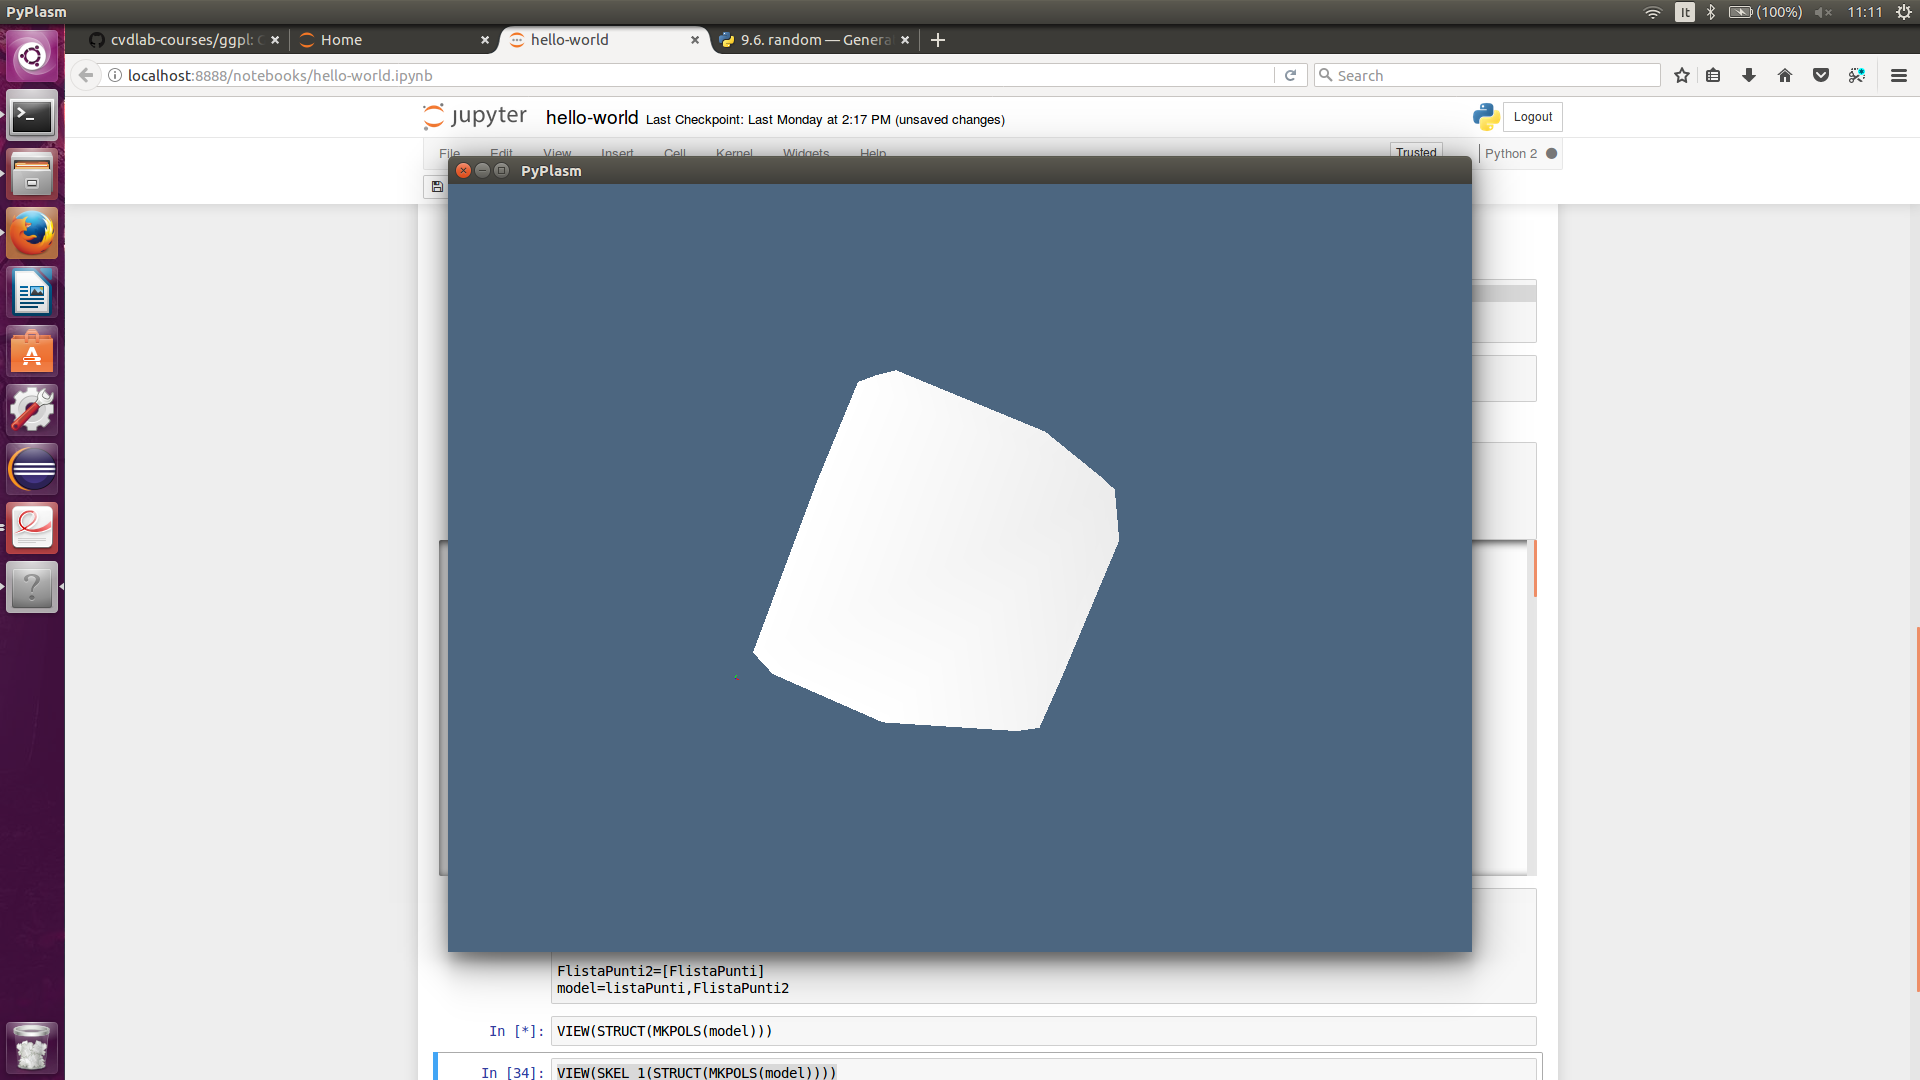 PyPlasm
It
(100%)
11:11
cvdlab-courses/ggpl:
Home
hello-world
9.6. random — Genera
localhost:8888/notebooks/hello-world.ipynb
Search
jupyter
hello-world Last Checkpoint: Last Monday at 2:17 PM (unsaved changes)
Logout
File Edit View Insert Cell Kernel Widgets Help
Trusted
Python 2
PyPlasm
FlistaPunti2=[FlistaPunti]
model=listaPunti,FlistaPunti2
In [*]: VIEW(STRUCT(MKPOLS(model)))
In [34]: VIEW(SKEL_1(STRUCT(MKPOLS(model))))